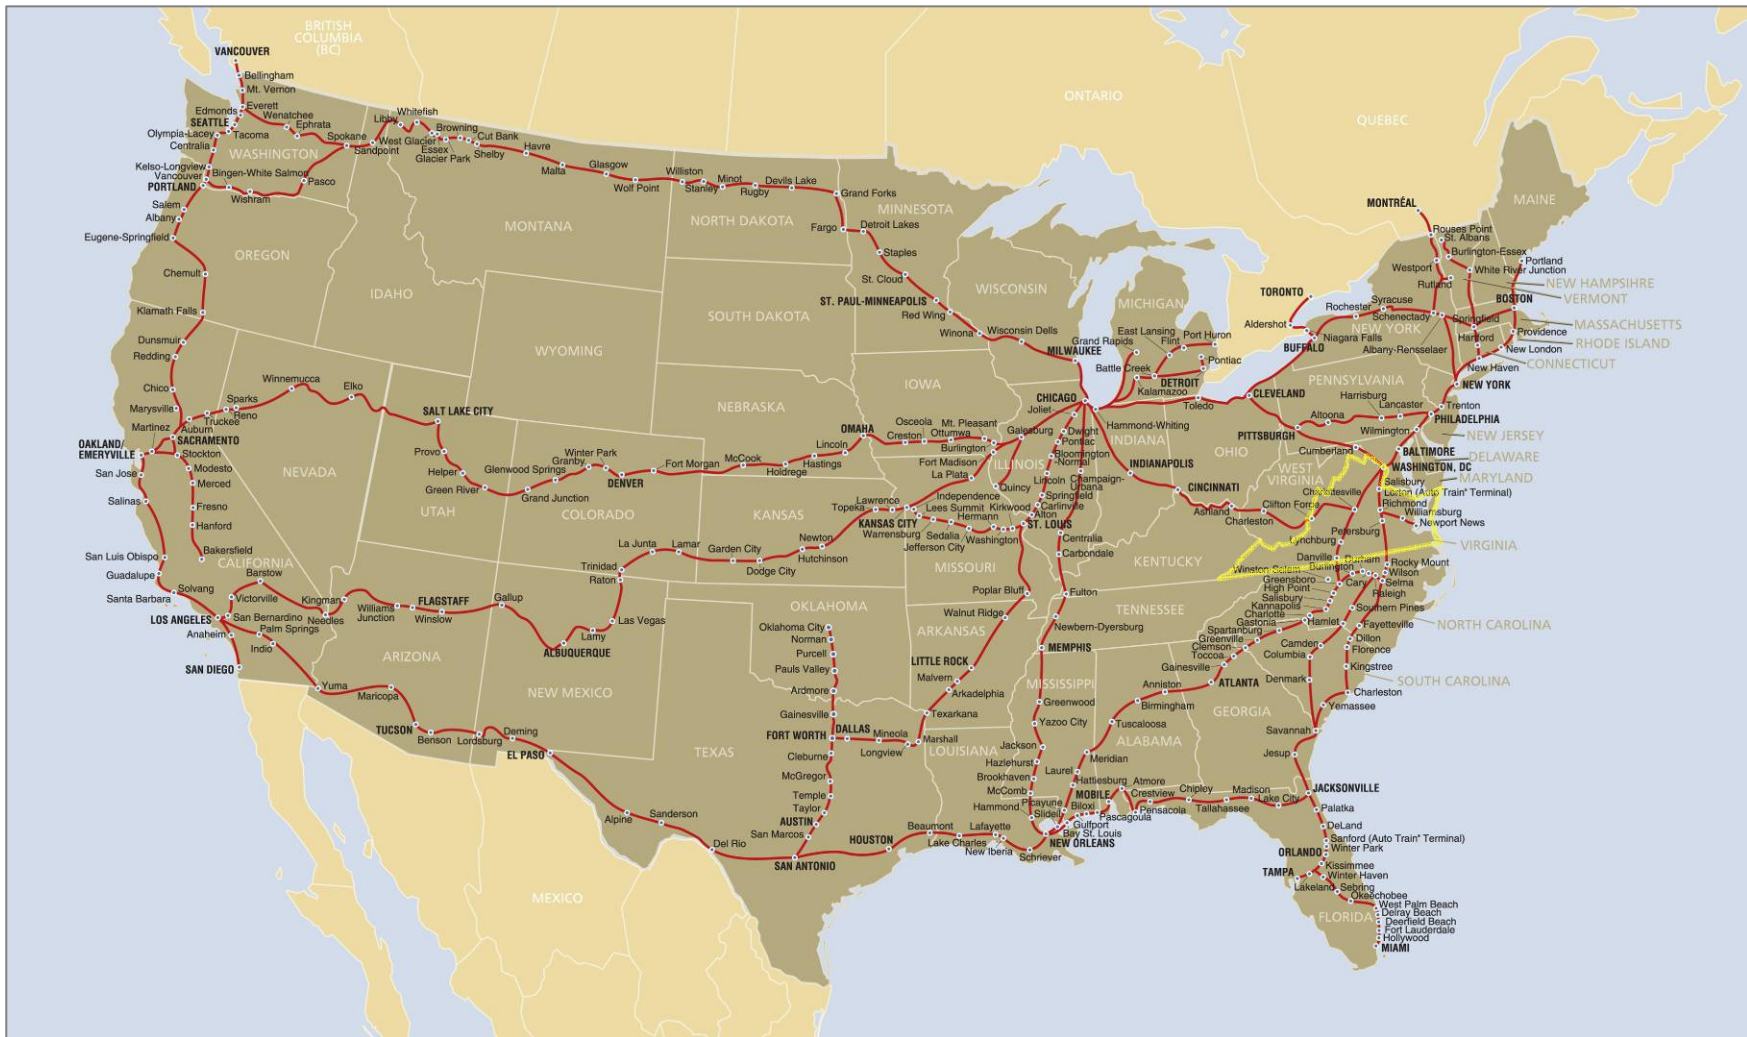 BRITISH
COLUMBIA
(BC)
ONTARIO
QUEBEC
VANCOUVER
Bellingham
Mt. Vernon
Everett
Edmonds
Wenatchee
SEATTLE
Ephrata
Olympia-Lacey
Tacoma
Centralia
WASHINGTON
Spokane
Sandpoint
Libby
Whitefish
West Glacier
Browning
Essex
Glacier Park
Cut Bank
Shelby
Havre
Malta
Glasgow
Wolf Point
Williston
Stanley
Minot
Rugby
Devils Lake
Grand Forks
Kelso-Longview
Vancouver
Bingen-White Salmon
Pasco
PORTLAND
Wishram
Salem
Albany
Eugene-Springfield
OREGON
Chemult
Klamath Falls
IDAHO
MONTANA
NORTH DAKOTA
MINNESOTA
Fargo
Detroit Lakes
Staples
St. Cloud
ST. PAUL-MINNEAPOLIS
Red Wing
Winona
Wisconsin Dells
WISCONSIN
MILWAUKEE
SOUTH DAKOTA
WYOMING
Dunsmuir
Redding
Chico
Marysville
Martinez
Winnemucca
Elko
Sparks
Reno
Truckee
Auburn
SACRAMENTO
OAKLAND/
EMERYVILLE
Stockton
San Jose
Modesto
Merced
Salinas
Fresno
Hanford
Bakersfield
NEVADA
CALIFORNIA
San Luis Obispo
Guadalupe
Solvang
Santa Barbara
Barstow
Victorville
LOS ANGELES
San Bernardino
Palm Springs
Anaheim
Indio
SAN DIEGO
SALT LAKE CITY
Provo
Helper
Green River
UTAH
Glenwood Springs
Grand Junction
Granby
Winter Park
DENVER
Fort Morgan
COLORADO
McCook
Holdrege
Hastings
Lincoln
OMAHA
NEBRASKA
IOWA
Creston
Osceola
Ottumwa
Mt. Pleasant
Burlington
Galesburg
Fort Madison
La Plata
Quincy
ILLINOIS
CHICAGO
Joliet
Dwight
Pontiac
Bloomington
-Normal
Lincoln
Springfield
Carlinville
Alton
ST. LOUIS
Champaign-
Urbana
Centralia
Carbondale
Kingman
Needles
Williams
Junction
FLAGSTAFF
Winslow
Gallup
ALBUQUERQUE
Lamy
Las Vegas
Raton
Trinidad
La Junta
Lamar
Garden City
Dodge City
Hutchinson
Newton
KANSAS
Topeka
Lawrence
KANSAS CITY
Independence
Lees Summit
Warrensburg
Sedalia
Jefferson City
Hermann
Washington
Kirkwood
MISSOURI
Poplar Bluff
Walnut Ridge
ARKANSAS
LITTLE ROCK
Malvern
Arkadelphia
Texarkana
Marshall
Longview
Mineola
DALLAS
FORT WORTH
OKLAHOMA
Oklahoma City
Norman
Purcell
Pauls Valley
Ardmore
Gainesville
Cleburne
McGregor
Temple
Taylor
AUSTIN
San Marcos
SAN ANTONIO
TEXAS
ARIZONA
NEW MEXICO
Yuma
Maricopa
TUCSON
Benson
Lordsburg
Deming
EL PASO
Alpine
Sanderson
Del Rio
HOUSTON
Beaumont
Lake Charles
Lafayette
New Iberia
Schriever
NEW ORLEANS
LOUISIANA
MEXICO
Fulton
Newbern-Dyersburg
MEMPHIS
TENNESSEE
MISSISSIPPI
Greenwood
Yazoo City
Jackson
Hazlehurst
Brookhaven
McComb
Hammond
Picayune
Slidell
Laurel
Hattiesburg
Meridian
Tuscaloosa
Birmingham
Anniston
ATLANTA
ALABAMA
GEORGIA
MOBILE
Biloxi
Gulfport
Bay St. Louis
Pascagoula
Atmore
Pensacola
Crestview
Chipley
Tallahassee
Madison
Lake City
JACKSONVILLE
Palatka
DeLand
Sanford (Auto Train® Terminal)
Winter Park
ORLANDO
Kissimmee
TAMPA
Winter Haven
Lakeland
Sebring
Okeechobee
West Palm Beach
Delray Beach
Deerfield Beach
Fort Lauderdale
Hollywood
MIAMI
FLORIDA
MICHIGAN
Grand Rapids
East Lansing
Flint
Port Huron
Pontiac
Battle Creek
DETROIT
Kalamazoo
Hammond-Whiting
INDIANA
INDIANAPOLIS
Toledo
CLEVELAND
OHIO
CINCINNATI
KENTUCKY
Ashland
Charleston
Clifton Forge
WEST
VIRGINIA
Charlottesville
TORONTO
Aldershot
BUFFALO
Niagara Falls
Rochester
Syracuse
NEW YORK
Schenectady
Albany-Rensselaer
MONTRÉAL
Rouses Point
St. Albans
Burlington-Essex
Westport
White River Junction
Rutland
Portland
MAINE
NEW HAMPSIHRE
VERMONT
BOSTON
MASSACHUSETTS
Springfield
Providence
RHODE ISLAND
Hartford
New London
CONNECTICUT
New Haven
NEW YORK
PENNSYLVANIA
Harrisburg
Lancaster
Altoona
Trenton
PHILADELPHIA
PITTSBURGH
Wilmington
NEW JERSEY
Cumberland
BALTIMORE
DELAWARE
WASHINGTON, DC
MARYLAND
Salisbury
Lorton (Auto Train® Terminal)
Richmond
Williamsburg
Newport News
Petersburg
VIRGINIA
Lynchburg
Danville
Durham
Winston-Salem
Burlington
Rocky Mount
Wilson
Greensboro
Cary
Selma
High Point
Raleigh
Salisbury
Kannapolis
Southern Pines
Charlotte
Gastonia
Hamlet
Fayetteville
NORTH CAROLINA
Spartanburg
Greenville
Clemson
Toccoa
Camden
Dillon
Florence
Gainesville
Columbia
Kingstree
SOUTH CAROLINA
Denmark
Charleston
Yemassee
Savannah
Jesup